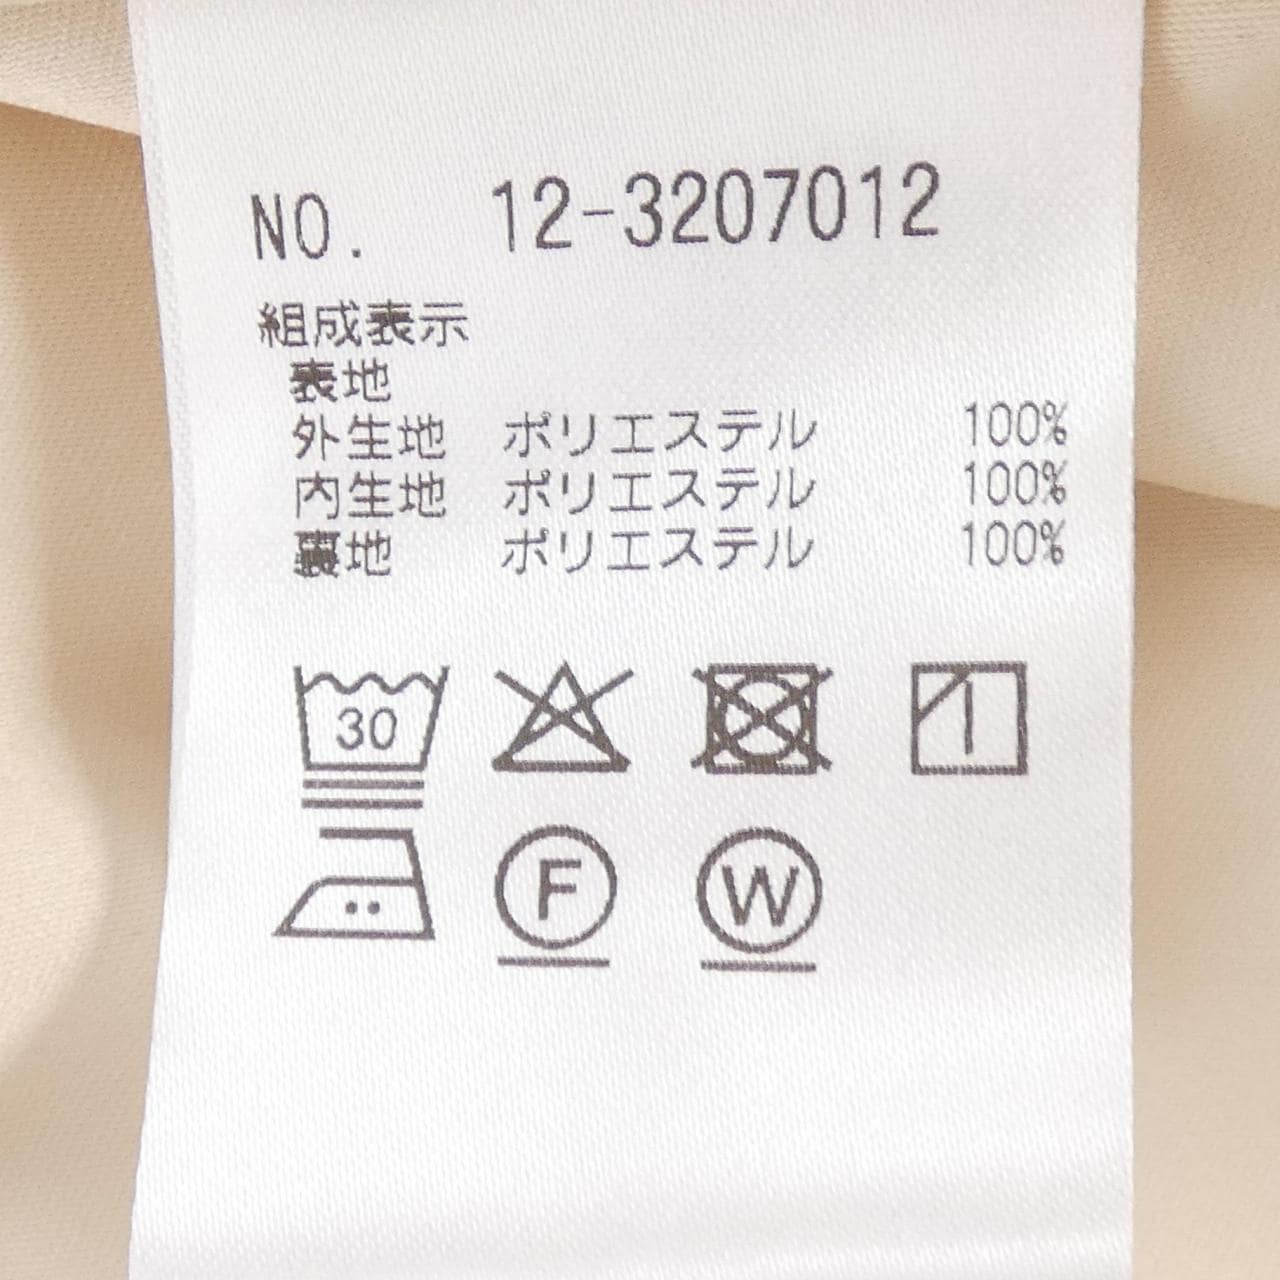 NO. 12-3207012
組成表示
表地
外生地 ポリエステル 100%
内生地 ポリエステル 100%
裏地 ポリエステル 100%
30
F W